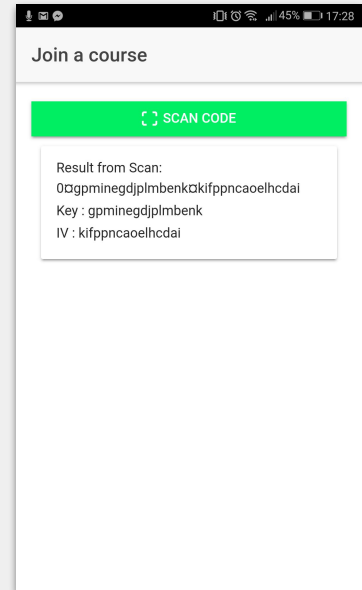 45% 17:28
Join a course
SCAN CODE
Result from Scan:
0¤gpminegdjplmbenk¤kifppncaoelhcdai
Key : gpminegdjplmbenk
IV : kifppncaoelhcdai